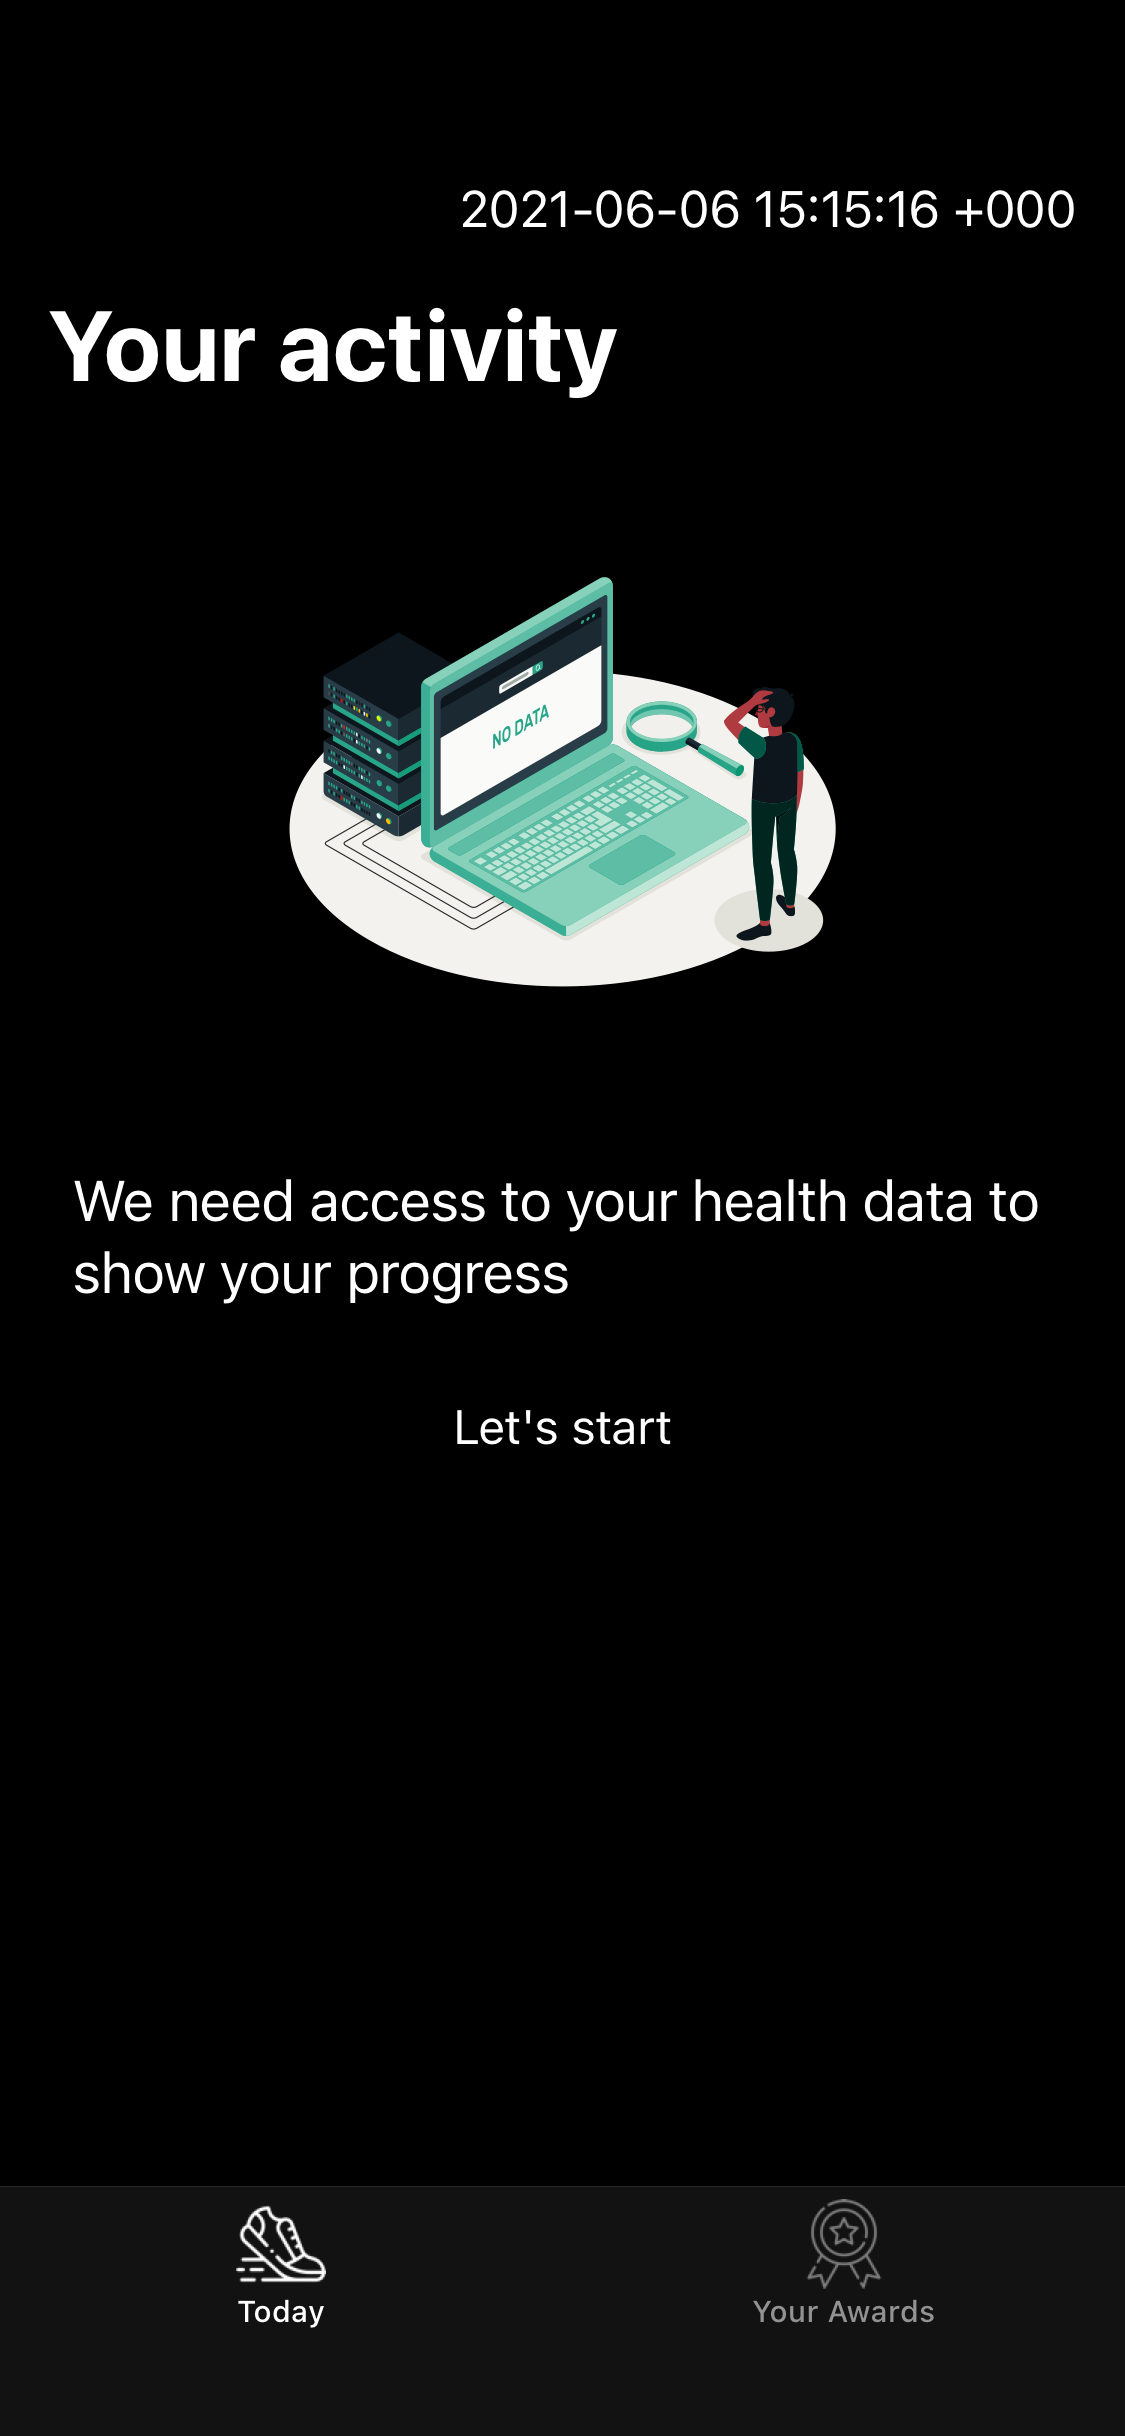 2021-06-06 15:15:16 +000
Your activity
NO DATA
We need access to your health data to
show your progress
Let's start
Today
Your Awards